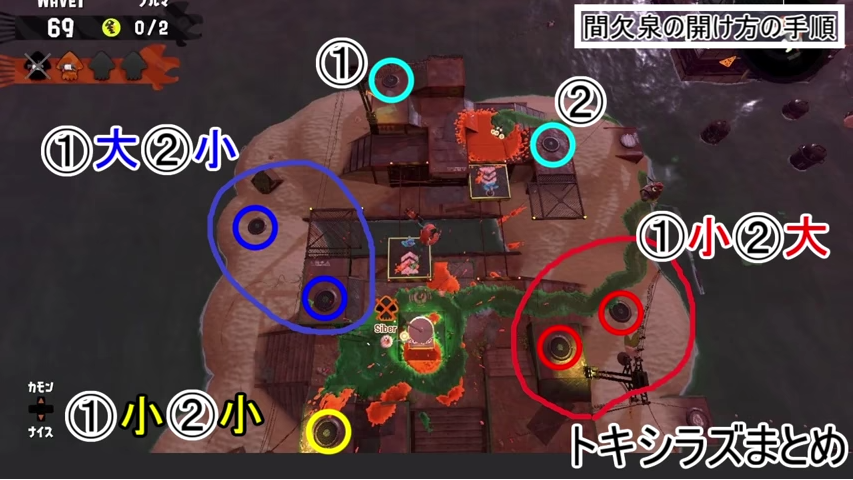 WAVE1
69
0/2
間欠泉の開け方の手順
①
②
①大②小
①小②大
Siber
カモン
ナイス
①小②小
トキシラズまとめ